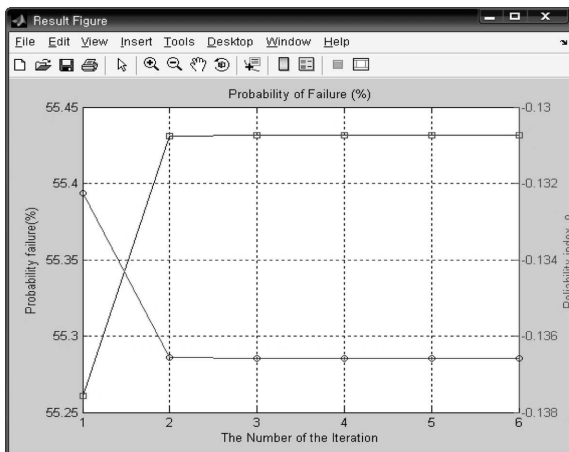 Result Figure
File Edit View Insert Tools Desktop Window Help
Probability of Failure (%)
55.45
55.4
55.35
55.3
55.25
Probability failure(%)
-0.13
-0.132
-0.134
-0.136
-0.138
Reliability index,
1 2 3 4 5 6
The Number of the Iteration